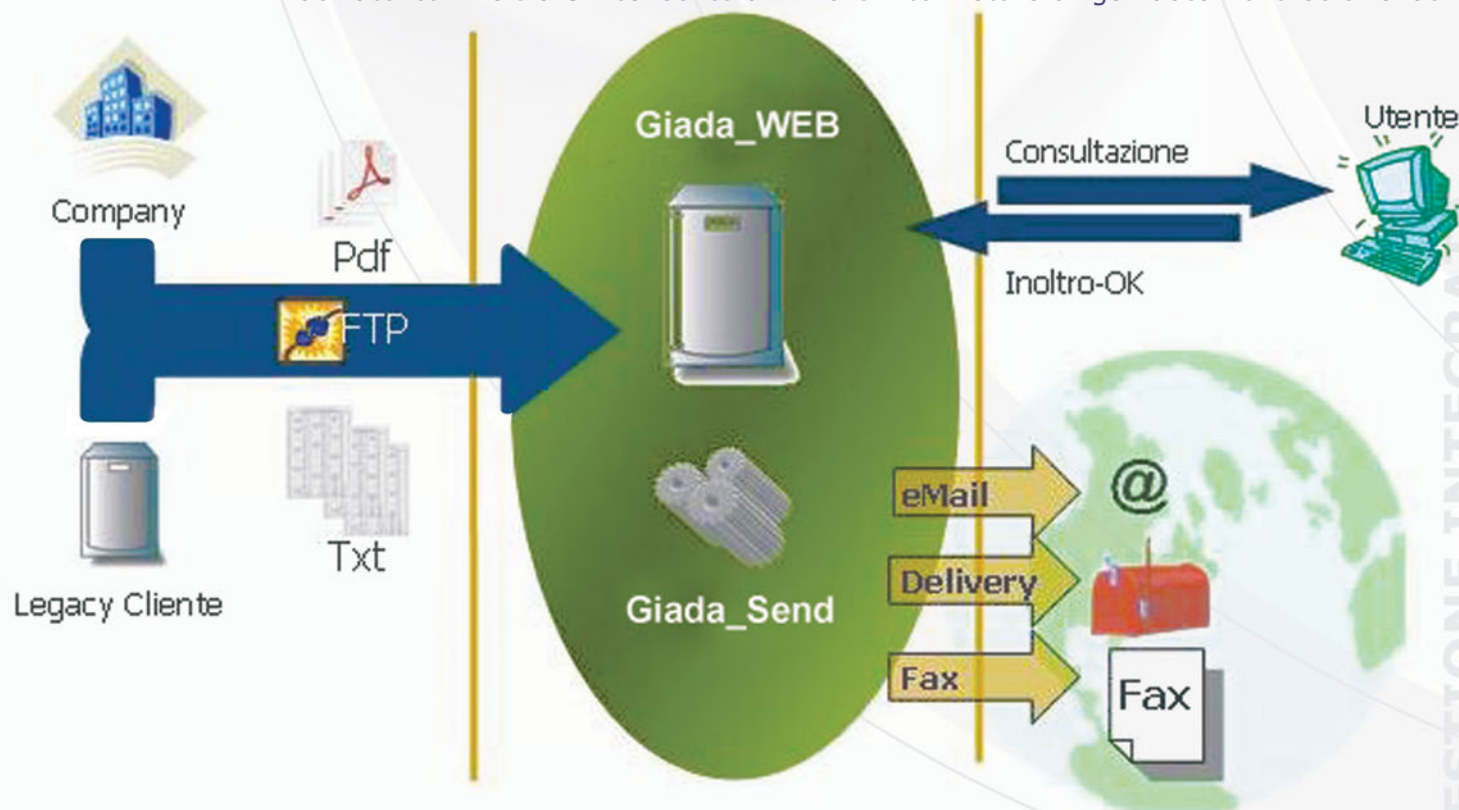 Giada_WEB
Utente
Consultazione
Company
Pdf
Inoltro-OK
FTP
@
eMail
Txt
Delivery
Legacy Cliente
Giada_Send
Fax
Fax